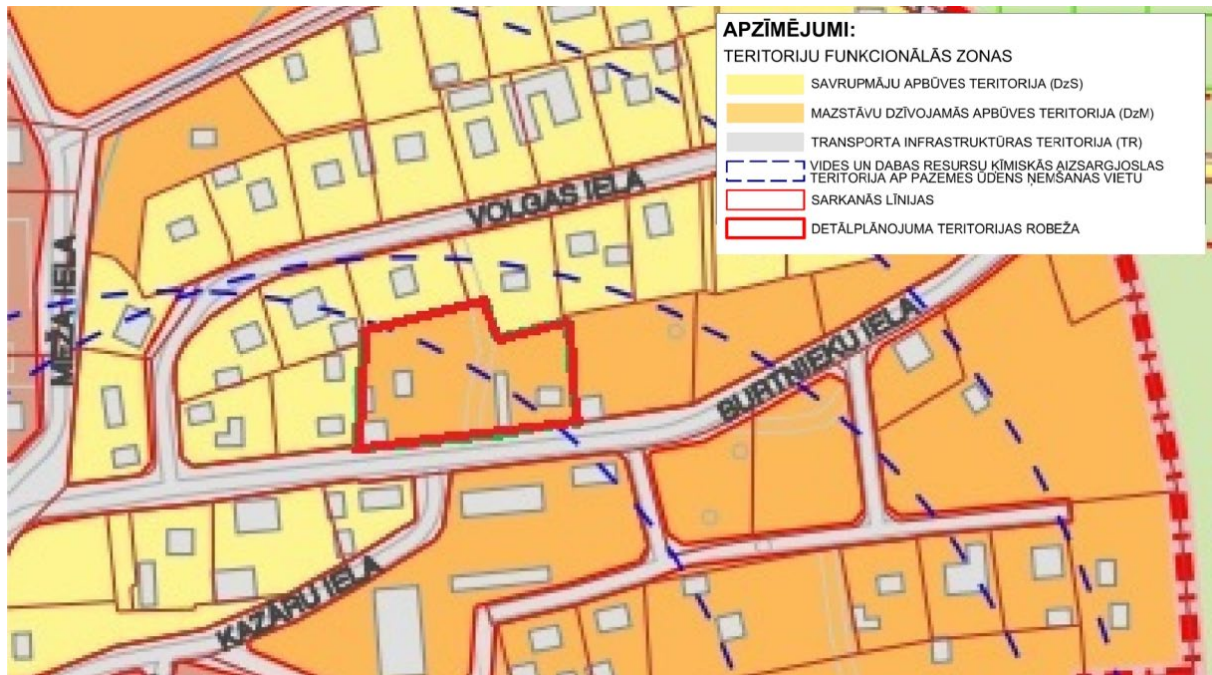 APZĪMĒJUMI:
TERITORIJU FUNKCIONĀLĀS ZONAS
SAVRUPMĀJU APBŪVES TERITORIJA (DzS)
MAZSTĀVU DZĪVOJAMĀS APBŪVES TERITORIJA (DzM)
TRANSPORTA INFRASTRUKTŪRAS TERITORIJA (TR)
VIDES UN DABAS RESURSU ĶĪMISKĀS AIZSARGJOSLAS
TERITORIJA AP PAZEMES ŪDENS ŅEMŠANAS VIETU
SARKANĀS LĪNIJAS
DETĀLPLĀNOJUMA TERITORIJAS ROBEŽA
VOLGAS IELA
MIEŽA IELA
BURTNIEKU IELA
KAZARU IELA